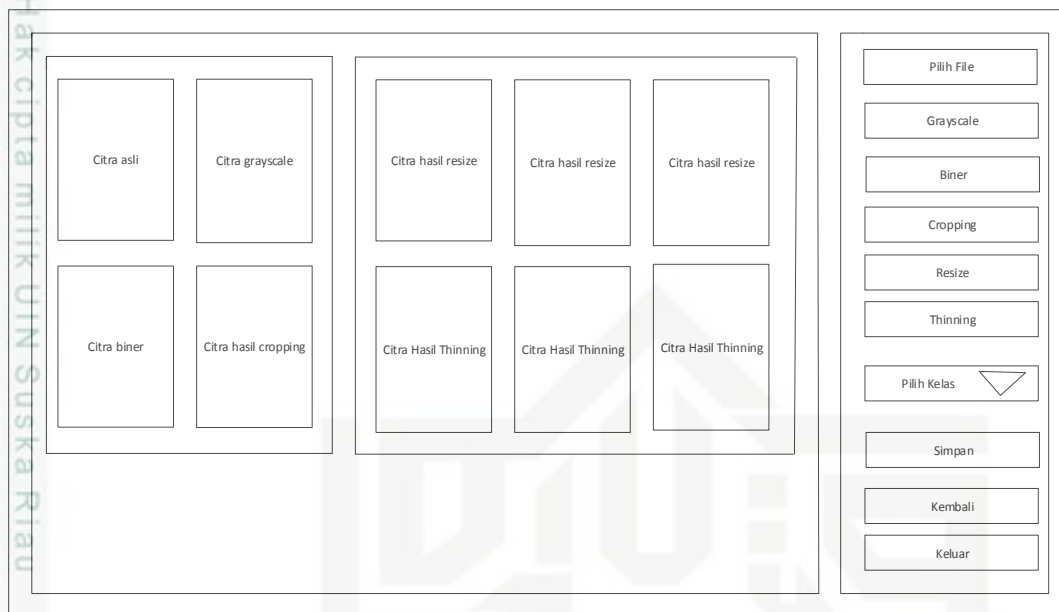 Hak cipta milik UIN Suska Riau
Citra asli
Citra grayscale
Citra biner
Citra hasil cropping
Citra hasil resize
Citra hasil resize
Citra hasil resize
Citra Hasil Thinning
Citra Hasil Thinning
Citra Hasil Thinning
Pilih File
Grayscale
Biner
Cropping
Resize
Thinning
Pilih Kelas
Simpan
Kembali
Keluar